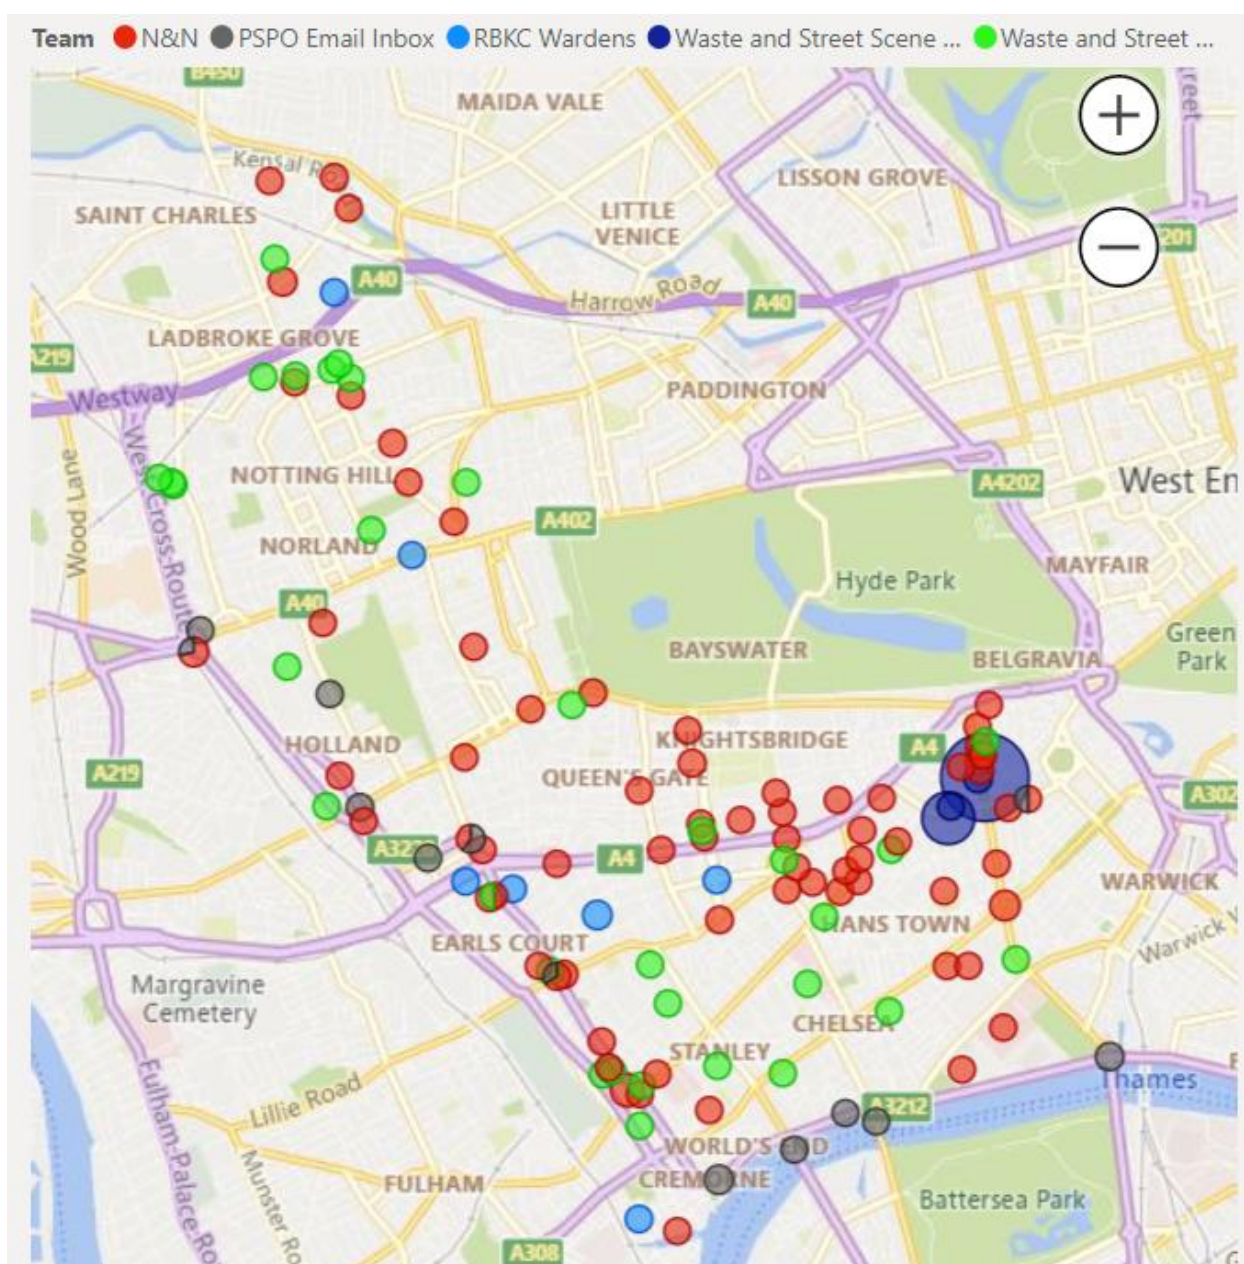 Team N&N PSPO Email Inbox RBKC Wardens Waste and Street Scene ... Waste and Street ...
B450
MAIDA VALE
Kensal
LISSON GROVE
SAINT CHARLES
LITTLE
VENICE
201
A40
Harrow Road
A40
LADBROKE GROVE
A219
Westway
PADDINGTON
West Cross Route
Wood Lane
NOTTING HILL
A4202
West En
A402
NORLAND
MAYFAIR
Hyde Park
A40
Green
Park
BAYSWATER
BELGRAVIA
HOLLAND
KNIGHTSBRIDGE
A4
A219
QUEEN'S GATE
A302
A32
A4
WARWICK
EARLS COURT
HANS TOWN
Warwick
Margravine
Cemetery
CHELSEA
STANLEY
Thames
Lillie Road
A3212
Fulham Palace Ro
WORLD'S END
Munster Ro
FULHAM
CREMORNE
Battersea Park
A308